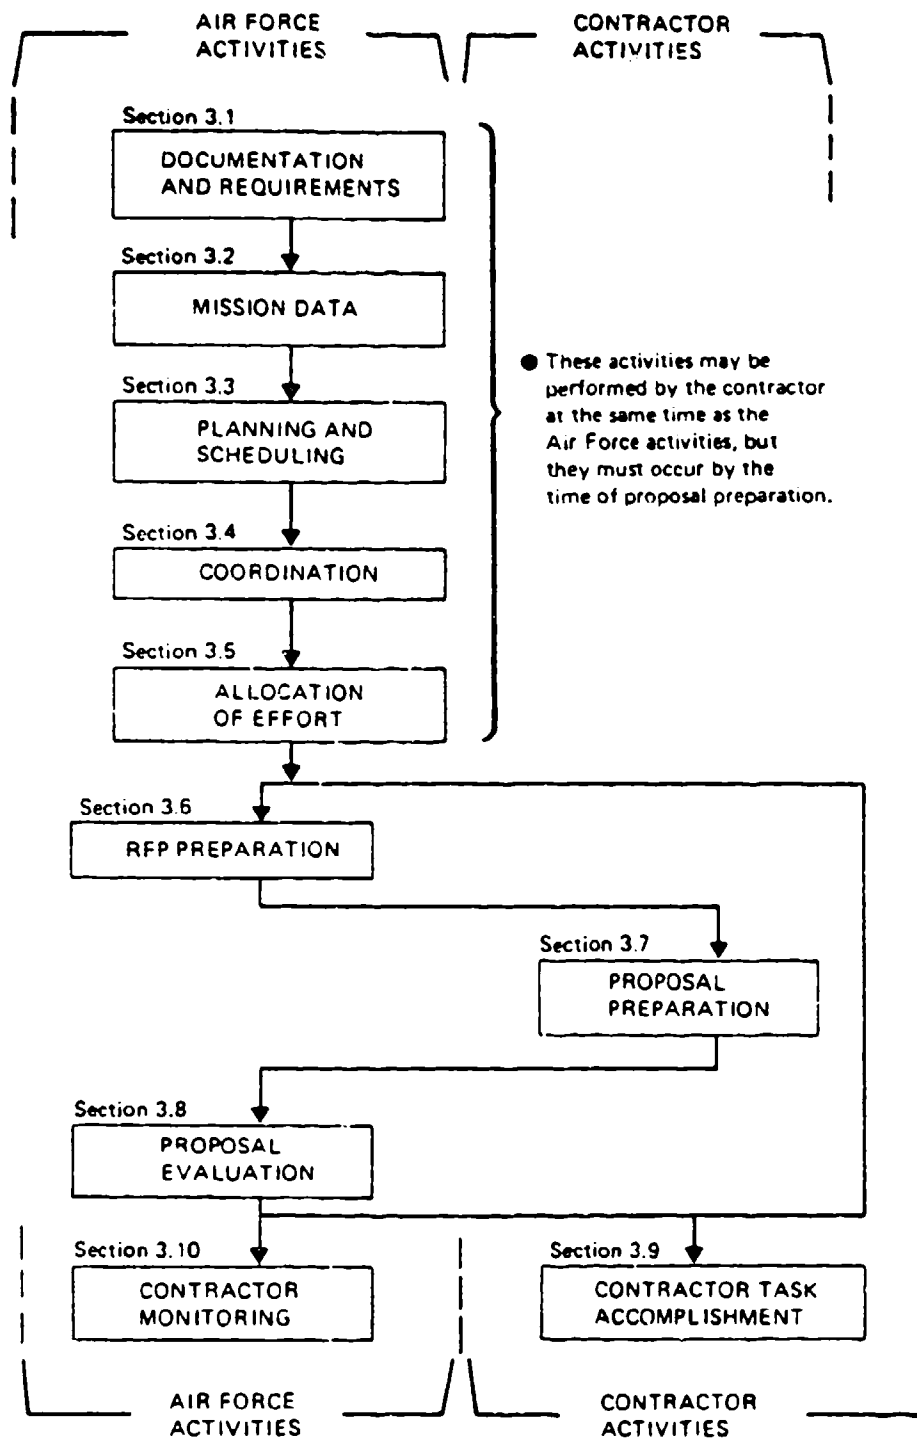 AIR FORCE
ACTIVITIES
CONTRACTOR
ACTIVITIES
Section 3.1
DOCUMENTATION
AND REQUIREMENTS
Section 3.2
MISSION DATA
Section 3.3
PLANNING AND
SCHEDULING
● These activities may be
performed by the contractor
at the same time as the
Air Force activities, but
they must occur by the
time of proposal preparation.
Section 3.4
COORDINATION
Section 3.5
ALLOCATION
OF EFFORT
Section 3.6
RFP PREPARATION
Section 3.7
PROPOSAL
PREPARATION
Section 3.8
PROPOSAL
EVALUATION
Section 3.10
CONTRACTOR
MONITORING
Section 3.9
CONTRACTOR TASK
ACCOMPLISHMENT
AIR FORCE
ACTIVITIES
CONTRACTOR
ACTIVITIES